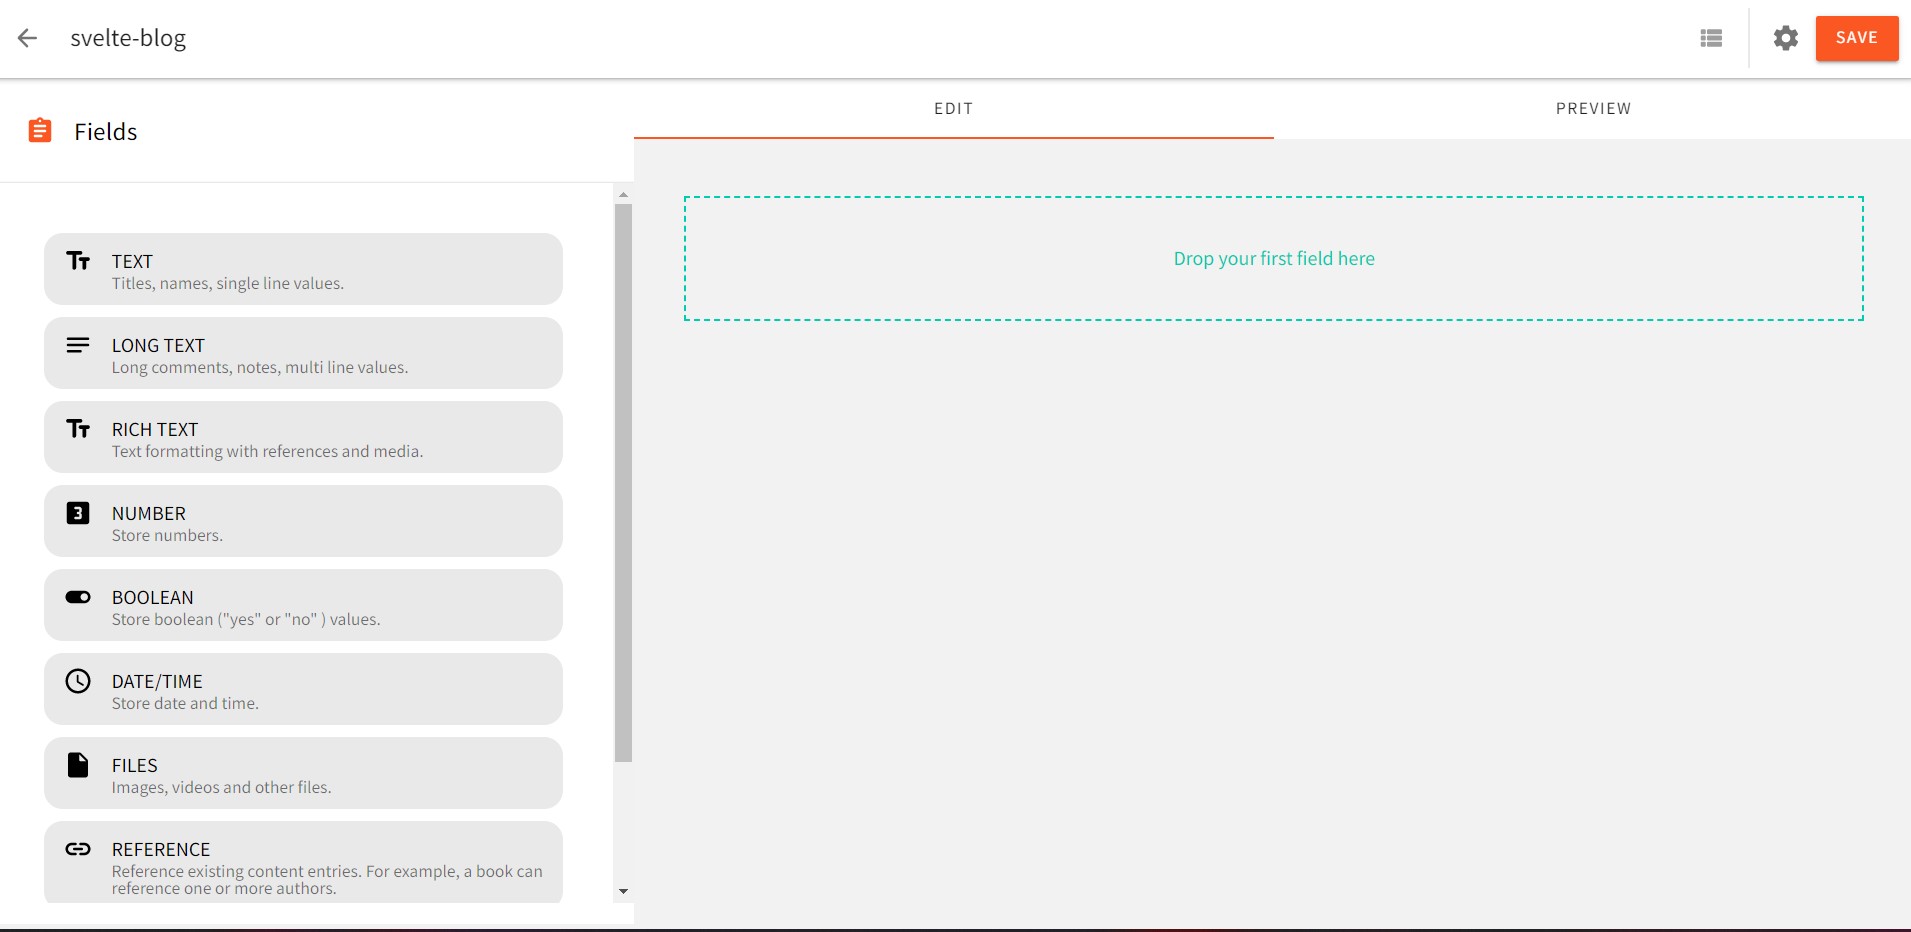 svelte-blog
SAVE
Fields
EDIT
PREVIEW
TEXT
Titles, names, single line values.
LONG TEXT
Long comments, notes, multi line values.
RICH TEXT
Text formatting with references and media.
3
NUMBER
Store numbers.
BOOLEAN
Store boolean ("yes" or "no" ) values.
DATE/TIME
Store date and time.
FILES
Images, videos and other files.
REFERENCE
Reference existing content entries. For example, a book can
reference one or more authors.
Drop your first field here